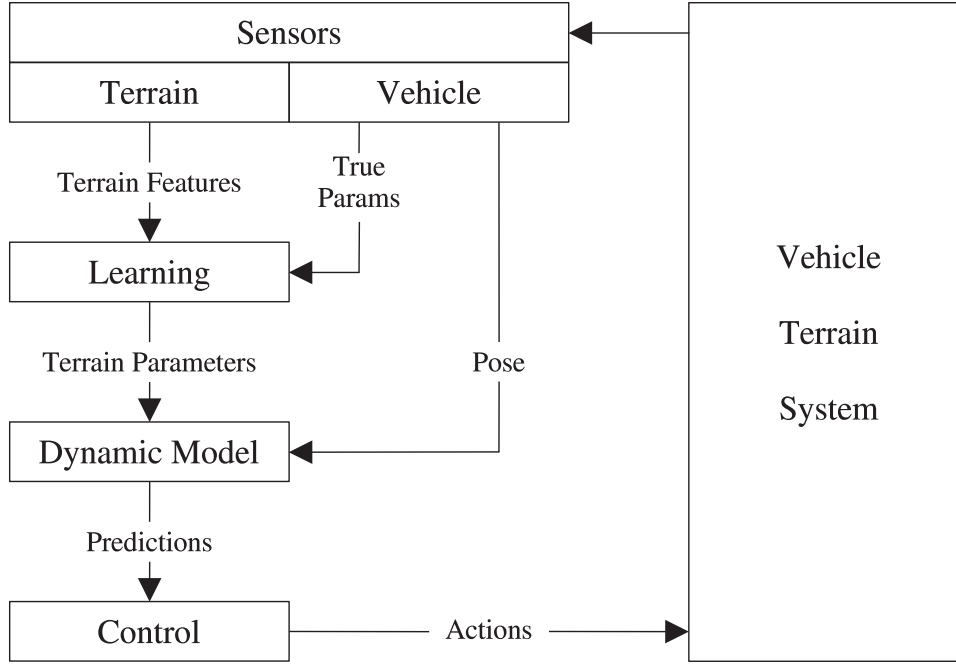 Sensors
Terrain
Vehicle
True
Params
Terrain Features
Learning
Terrain Parameters
Pose
Dynamic Model
Predictions
Control
Actions
Vehicle
Terrain
System